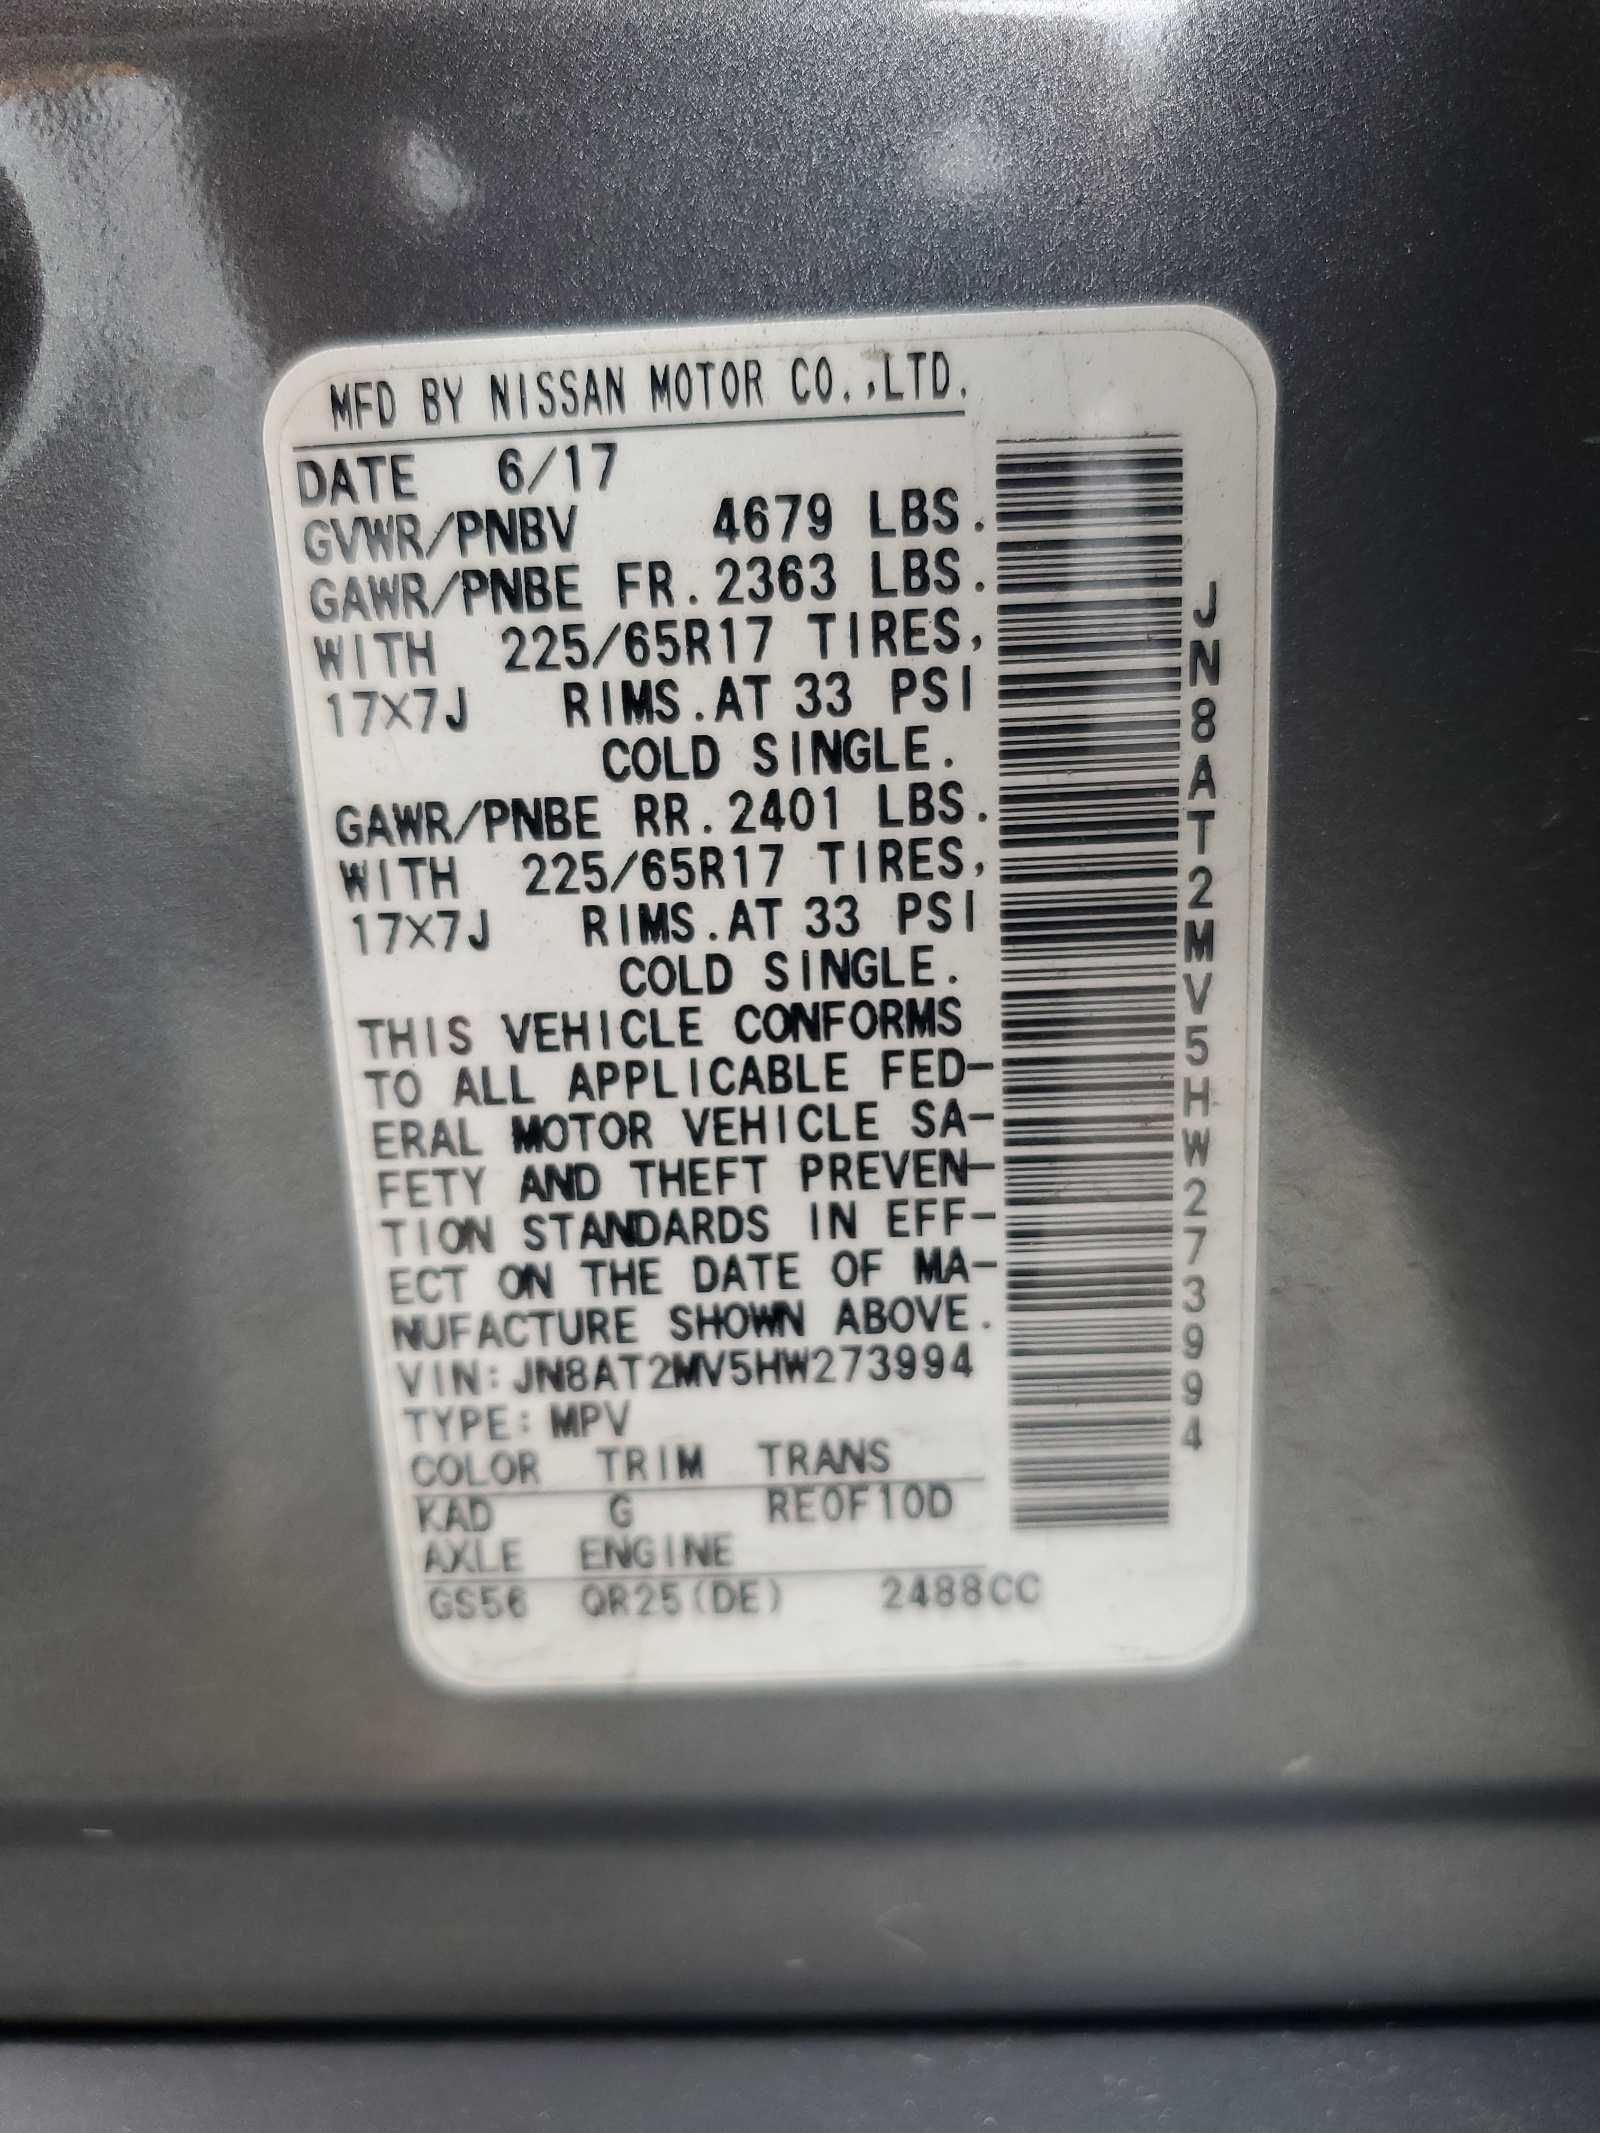 MFD BY NISSAN MOTOR CO.,LTD.
DATE 6/17
GVWR/PNBV 4679 LBS.
GAWR/PNBE FR.2363 LBS.
WITH 225/65R17 TIRES,
17X7J RIMS.AT 33 PSI
COLD SINGLE.
GAWR/PNBE RR.2401 LBS.
WITH 225/65R17 TIRES,
17X7J RIMS.AT 33 PSI
COLD SINGLE.
THIS VEHICLE CONFORMS
TO ALL APPLICABLE FED-
ERAL MOTOR VEHICLE SA-
FETY AND THEFT PREVEN-
TION STANDARDS IN EFF-
ECT ON THE DATE OF MA-
NUFACTURE SHOWN ABOVE.
VIN:JN8AT2MV5HW273994
TYPE:MPV
COLOR TRIM TRANS
KAD G RE0F10D
AXLE ENGINE
GS56 QR25(DE) 2488CC
JN8AT2MV5HW273994